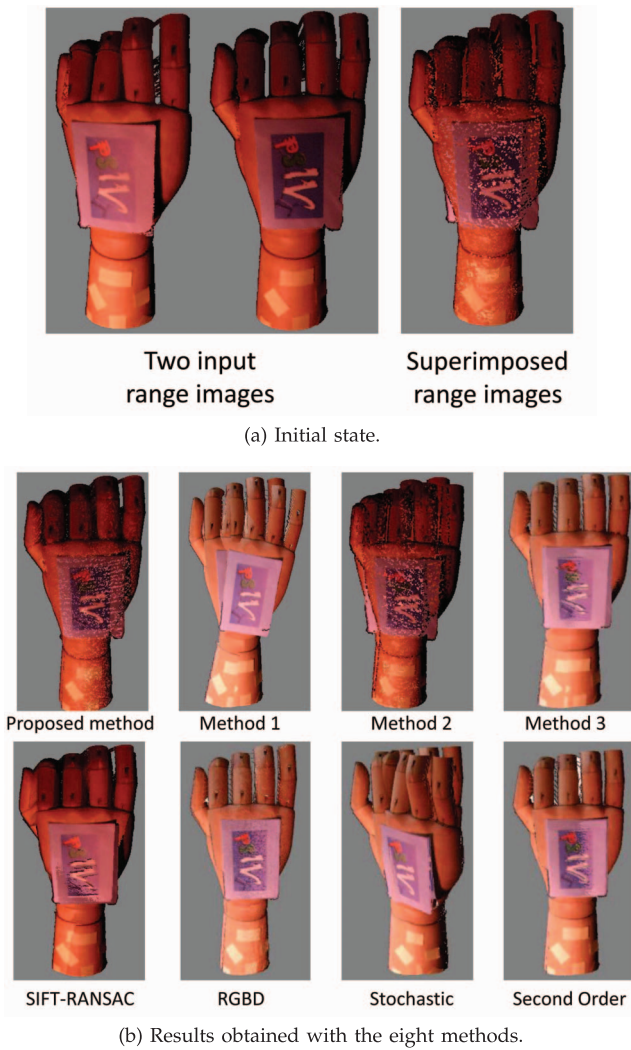 Two input
range images
Superimposed
range images
(a) Initial state.
Proposed method
Method 1
Method 2
Method 3
SIFT-RANSAC
RGBD
Stochastic
Second Order
(b) Results obtained with the eight methods.